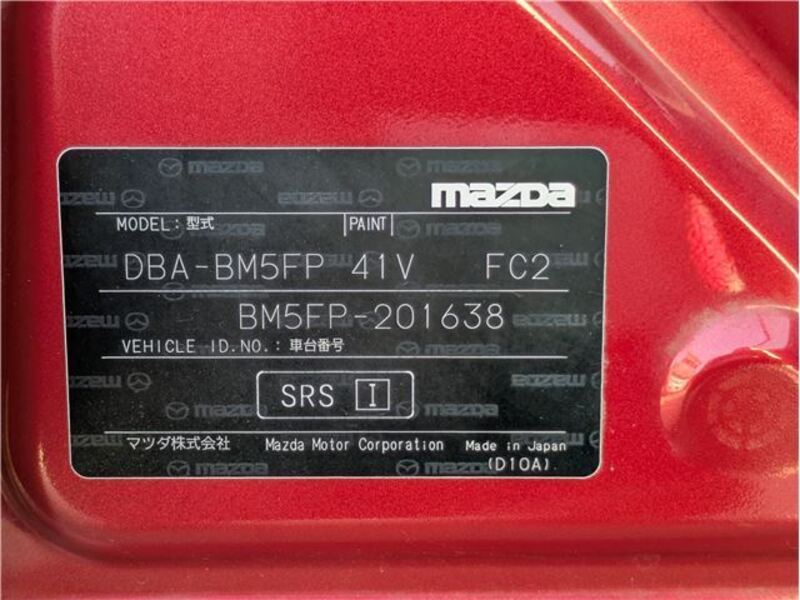 mazda
MODEL: 型式 PAINT
DBA-BM5FP 41V FC2
BM5FP-201638
VEHICLE ID.NO.: 車台番号
SRS I
マツダ株式会社 Mazda Motor Corporation Made in Japan
(D10A)